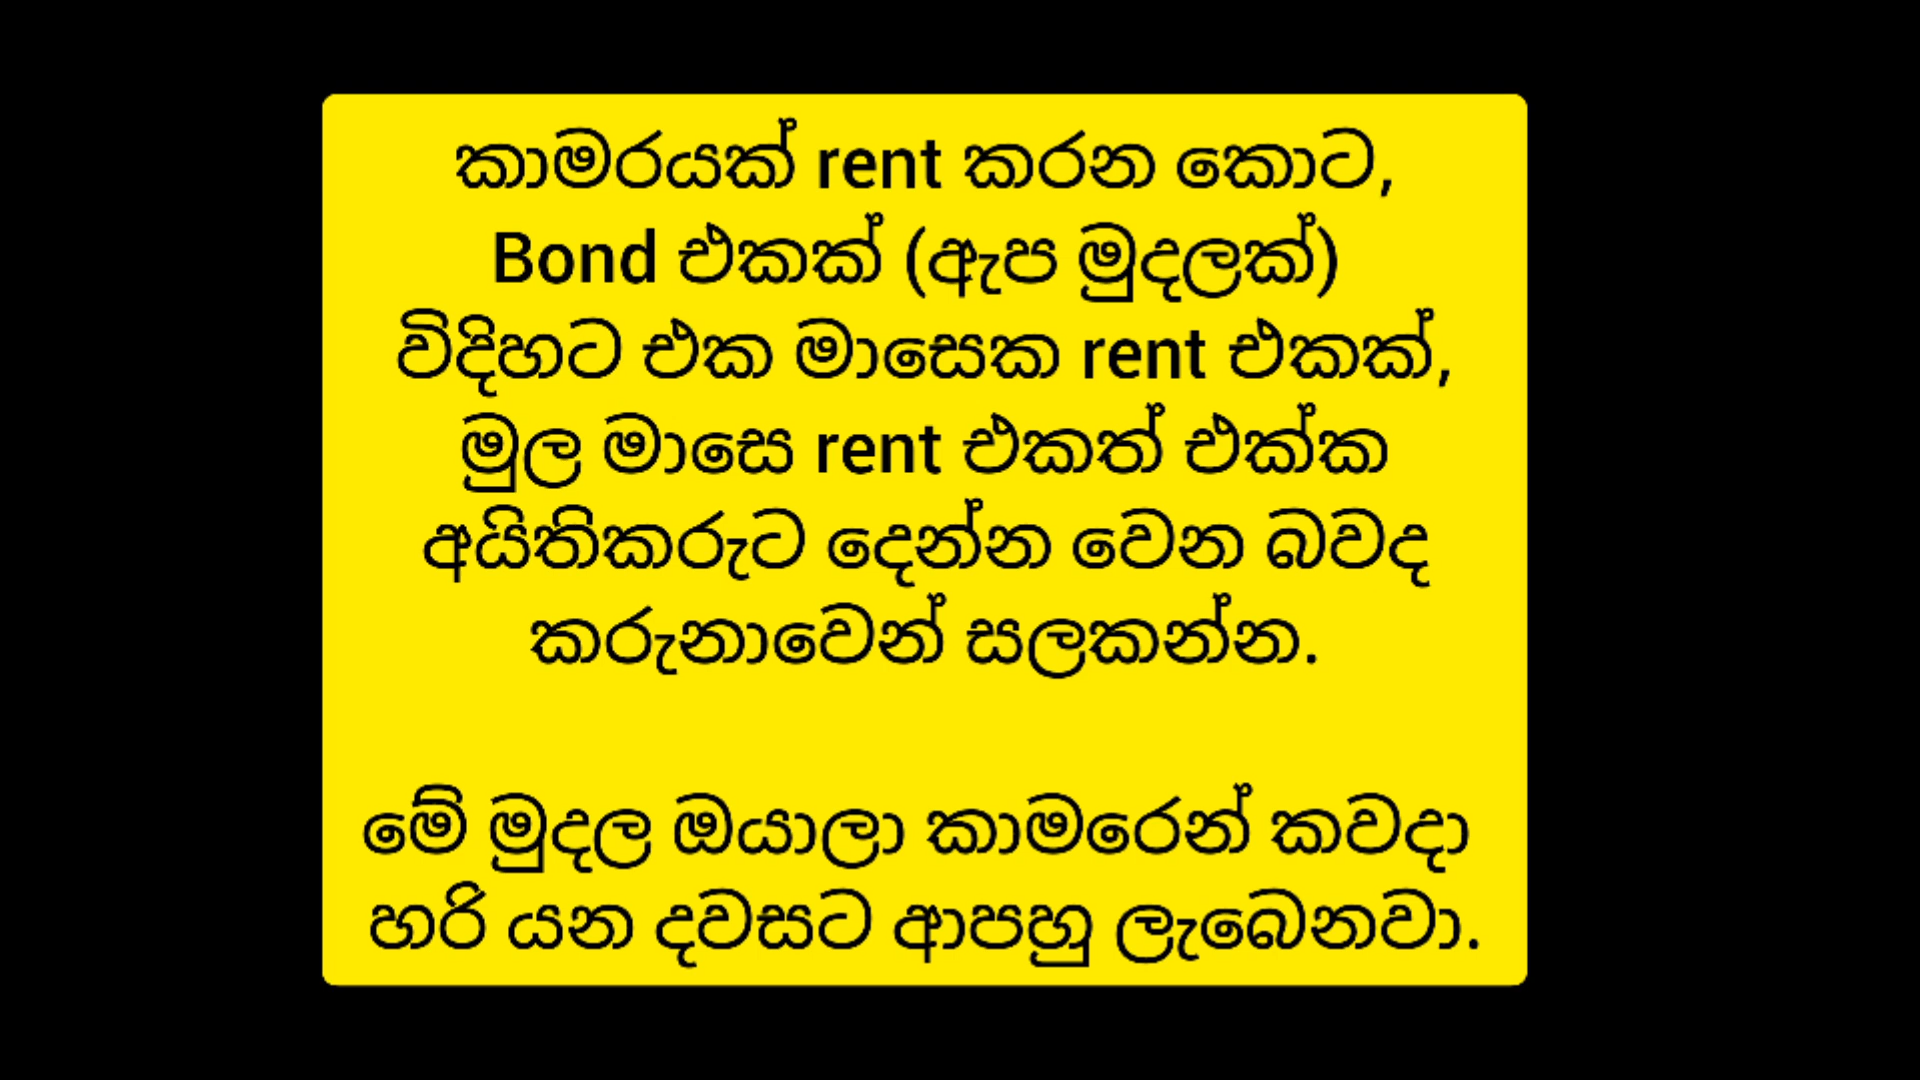 කාමරයක් rent කරන කොට,
Bond එකක් (ඇප මුදලක්)
විදිහට එක මාසෙක rent එකක්,
මුල මාසෙ rent එකත් එක්ක
අයිතිකරුට දෙන්න වෙන බවද
කරුනාවෙන් සලකන්න.
මේ මුදල ඔයාලා කාමරෙන් කවදා
හරි යන දවසට ආපහු ලැබෙනවා.